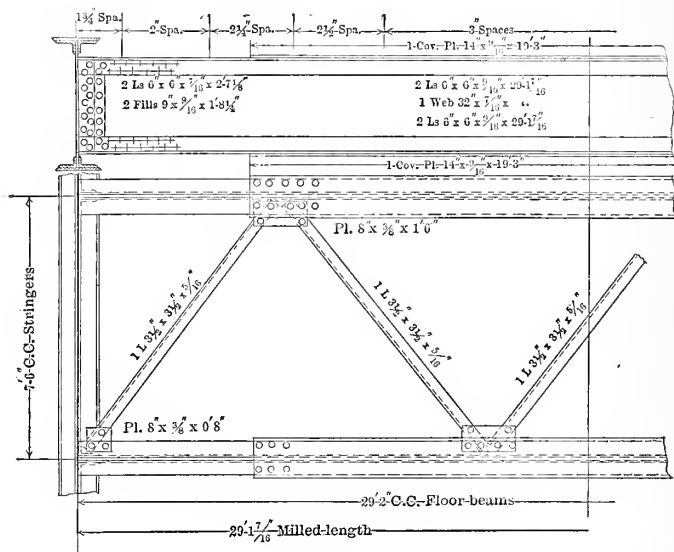 1¾" Spa. 2" Spa. 2¼" Spa. 2½" Spa. 3" Spaces
1-Cov. Pl. 14" x 9/16" x 19'-3"
2 Ls 6" x 6" x 7/16" x 2'-7⅛"
2 Fills 9" x 9/16" x 1'-8¼"
2 Ls 6" x 6" x 9/16" x 29'-1 7/16"
1 Web 32" x 7/16" x „
2 Ls 6" x 6" x 9/16" x 29'-1 7/16"
1-Cov. Pl. 14" x 9/16" x 19'-3"
Pl. 8" x ⅜" x 1'6"
1 L 3½" x 3½" x 5/16"
1 L 3½" x 3½" x 5/16"
1 L 3½" x 3½" x 5/16"
7'-6" C.C. Stringers
Pl. 8" x ⅜" x 0'8"
29'-2" C.C. Floor-beams
29'-1 7/16" Milled-length